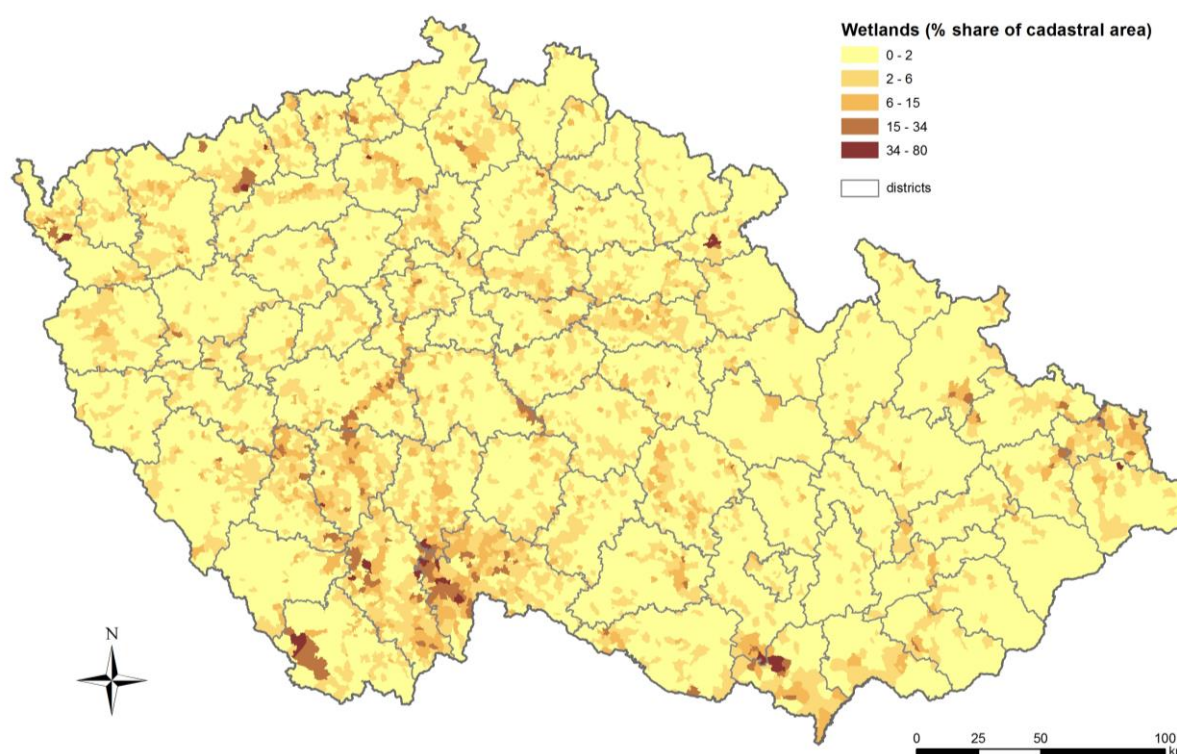 Wetlands (% share of cadastral area)
0 - 2
2 - 6
6 - 15
15 - 34
34 - 80
districts
N
0 25 50 100
km